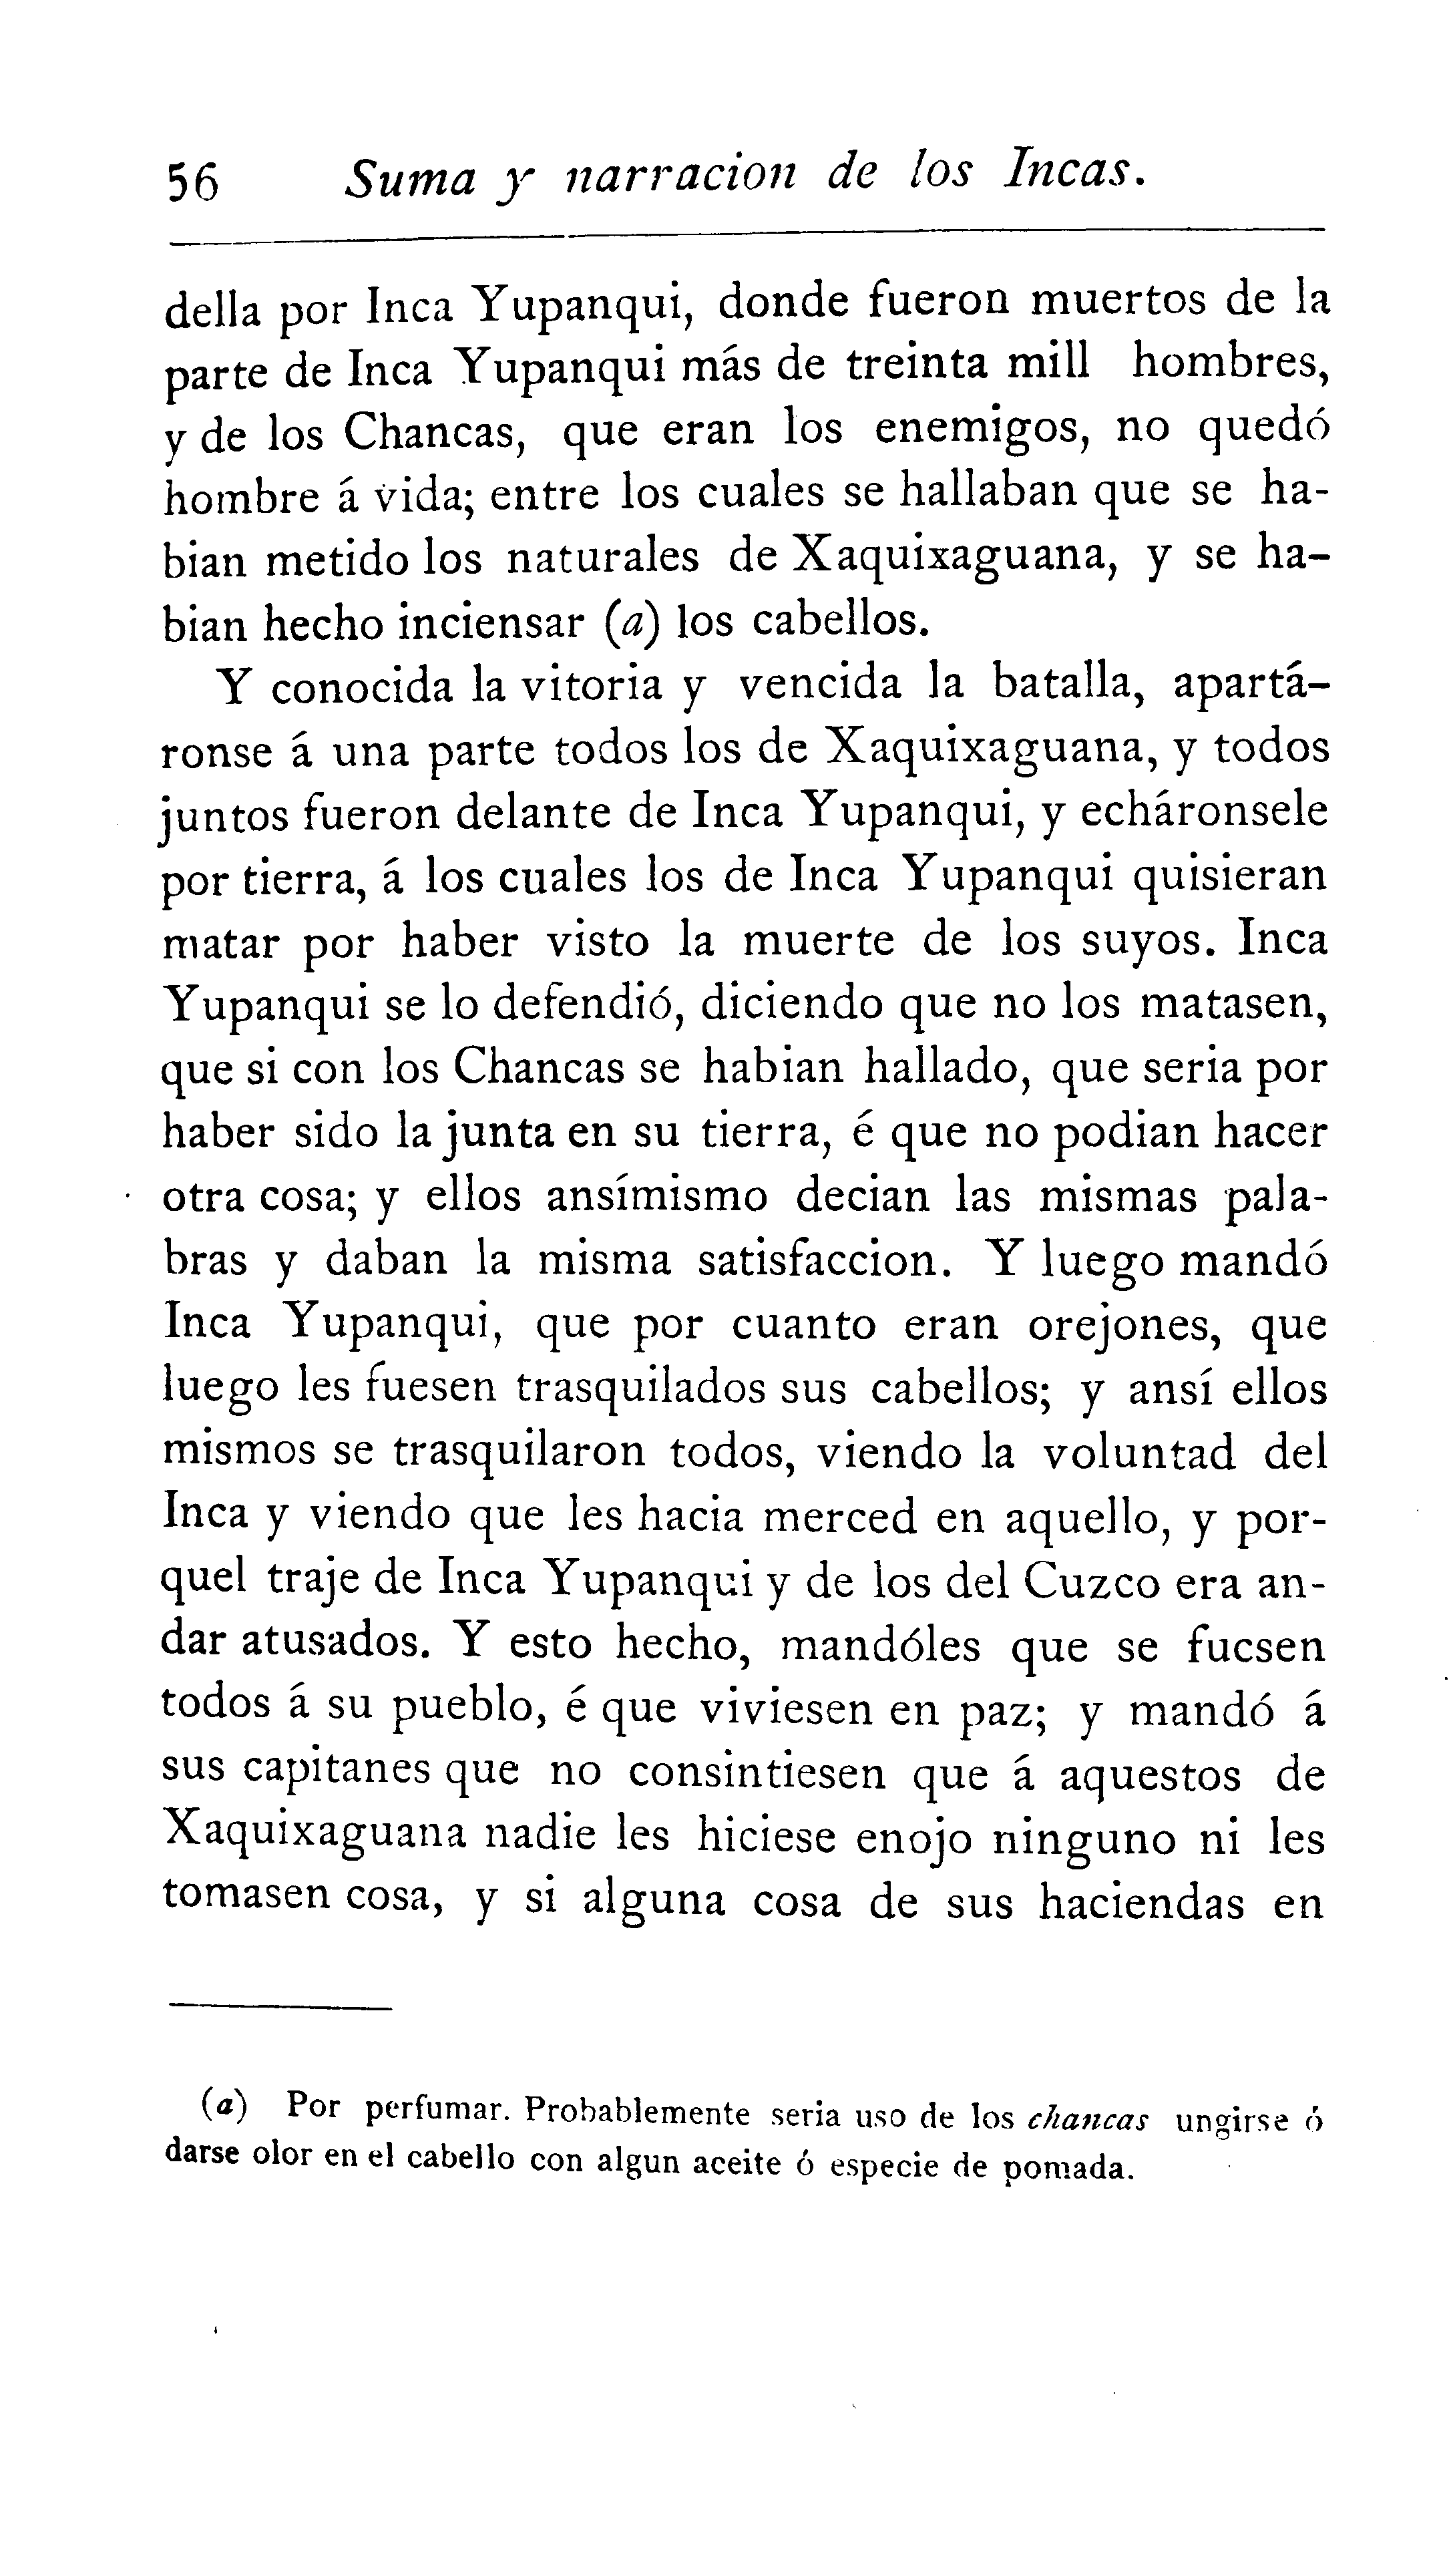 56 Suma y narracion de los Incas.
della por Inca Yupanqui, donde fueron muertos de la
parte de Inca Yupanqui más de treinta mill hombres,
y de los Chancas, que eran los enemigos, no quedó
hombre á vida; entre los cuales se hallaban que se ha-
bian metido los naturales de Xaquixaguana, y se ha-
bian hecho inciensar (a) los cabellos.
Y conocida la vitoria y vencida la batalla, apartá-
ronse á una parte todos los de Xaquixaguana, y todos
juntos fueron delante de Inca Yupanqui, y echáronsele
por tierra, á los cuales los de Inca Yupanqui quisieran
matar por haber visto la muerte de los suyos. Inca
Yupanqui se lo defendió, diciendo que no los matasen,
que si con los Chancas se habian hallado, que seria por
haber sido la junta en su tierra, é que no podian hacer
otra cosa; y ellos ansímismo decian las mismas pala-
bras y daban la misma satisfaccion. Y luego mandó
Inca Yupanqui, que por cuanto eran orejones, que
luego les fuesen trasquilados sus cabellos; y ansí ellos
mismos se trasquilaron todos, viendo la voluntad del
Inca y viendo que les hacia merced en aquello, y por-
quel traje de Inca Yupanqui y de los del Cuzco era an-
dar atusados. Y esto hecho, mandóles que se fucsen
todos á su pueblo, é que viviesen en paz; y mandó á
sus capitanes que no consintiesen que á aquestos de
Xaquixaguana nadie les hiciese enojo ninguno ni les
tomasen cosa, y si alguna cosa de sus haciendas en
(a) Por perfumar. Probablemente seria uso de los chancas ungirse ó
darse olor en el cabello con algun aceite ó especie de pomada.